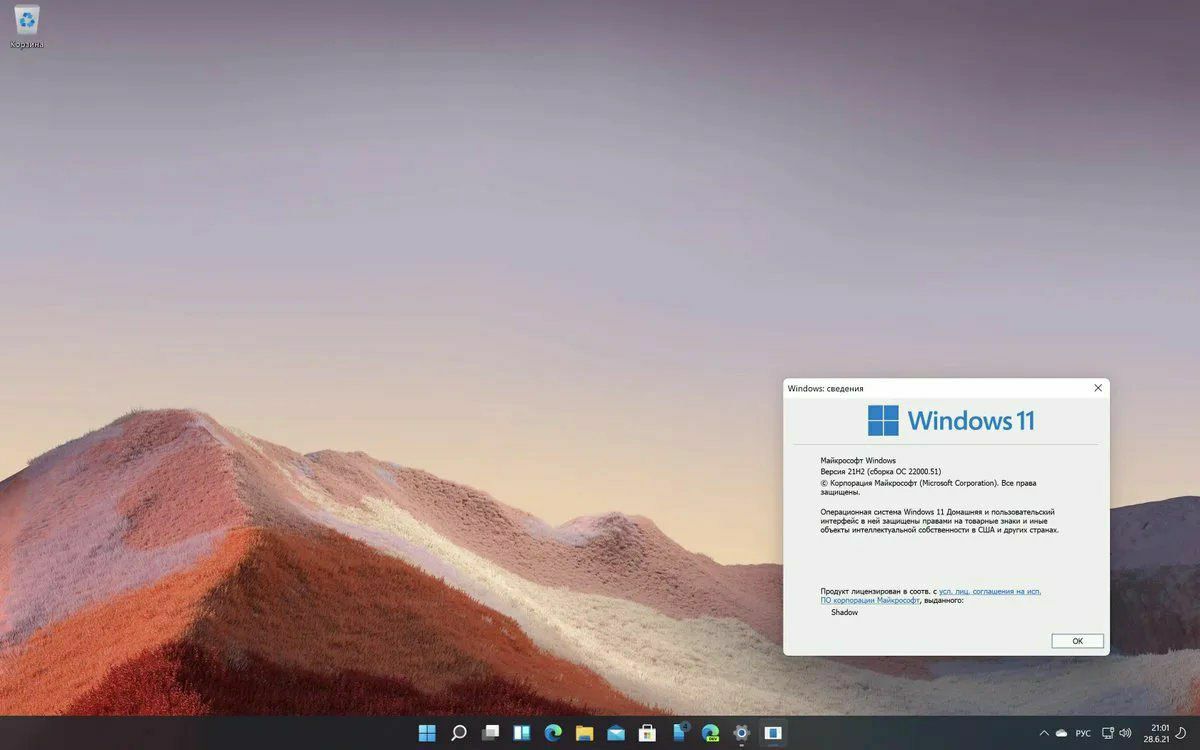 Корзина
Windows: сведения
Windows 11
Майкрософт Windows
Версия 21H2 (сборка ОС 22000.51)
© Корпорация Майкрософт (Microsoft Corporation). Все права
защищены.
Операционная система Windows 11 Домашняя и пользовательский
интерфейс в ней защищены правами на товарные знаки и иные
объекты интеллектуальной собственности в США и других странах.
Продукт лицензирован в соотв. с усл. лиц. соглашения на исп.
ПО корпорации Майкрософт, выданного:
Shadow
OK
DEV
РУС
21:01
28.6.21